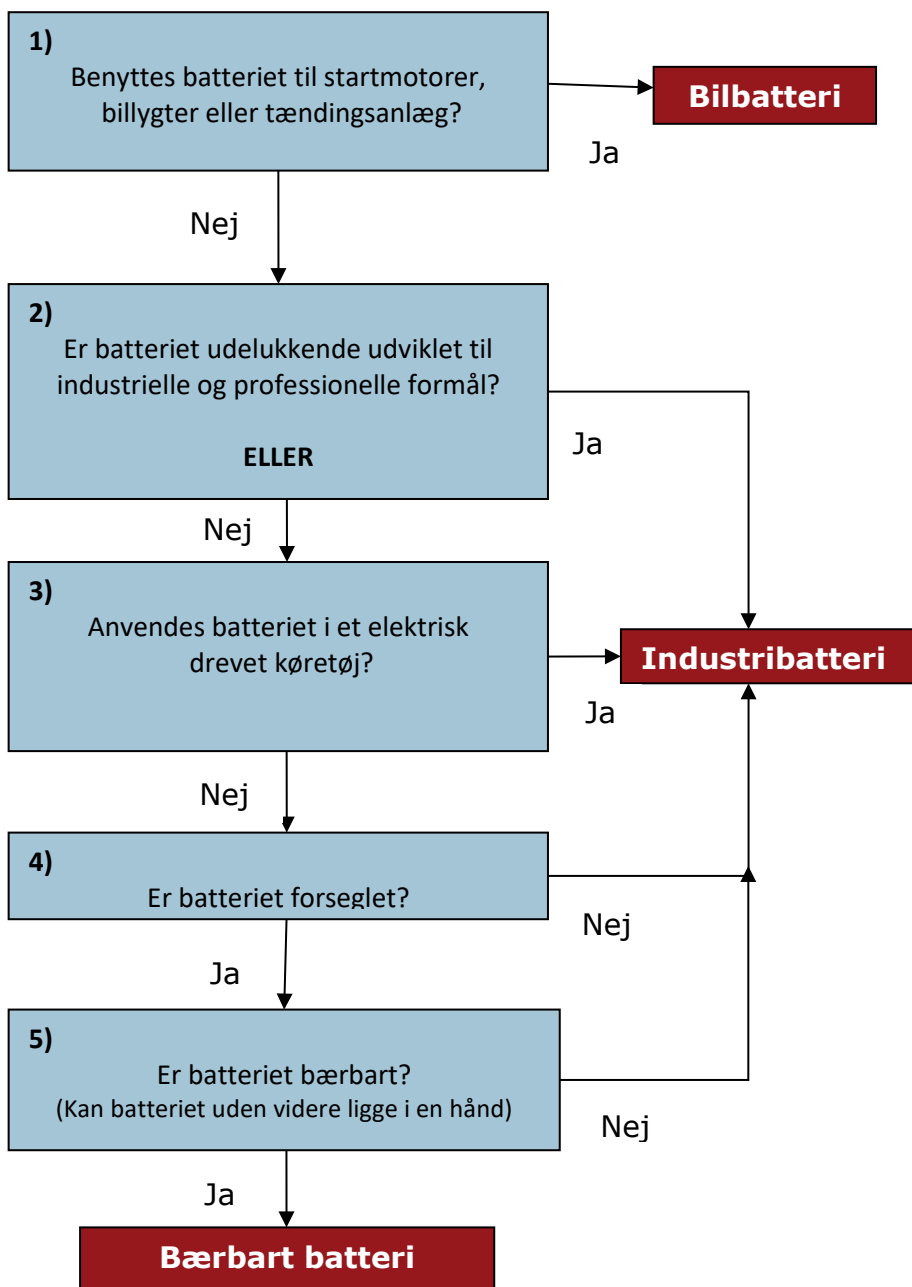 1)
Benyttes batteriet til startmotorer,
billygter eller tændingsanlæg?
Bilbatteri
Ja
Nej
2)
Er batteriet udelukkende udviklet til
industrielle og professionelle formål?
ELLER
Ja
Nej
3)
Anvendes batteriet i et elektrisk
drevet køretøj?
Industribatteri
Ja
Nej
4)
Er batteriet forseglet?
Nej
Ja
5)
Er batteriet bærbart?
(Kan batteriet uden videre ligge i en hånd)
Nej
Ja
Bærbart batteri